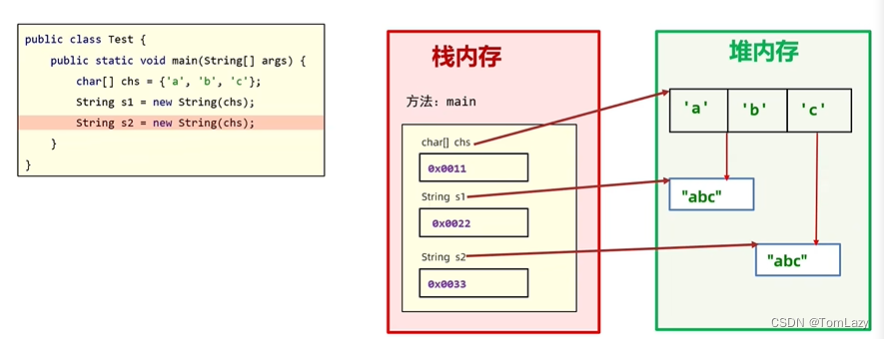 public class Test {
public static void main(String[] args) {
char[] chs = {'a', 'b', 'c'};
String s1 = new String(chs);
String s2 = new String(chs);
}
}
栈内存
方法：main
char[] chs
0x0011
String s1
0x0022
String s2
0x0033
堆内存
'a' 'b' 'c'
"abc"
"abc"
CSDN @TomLazy